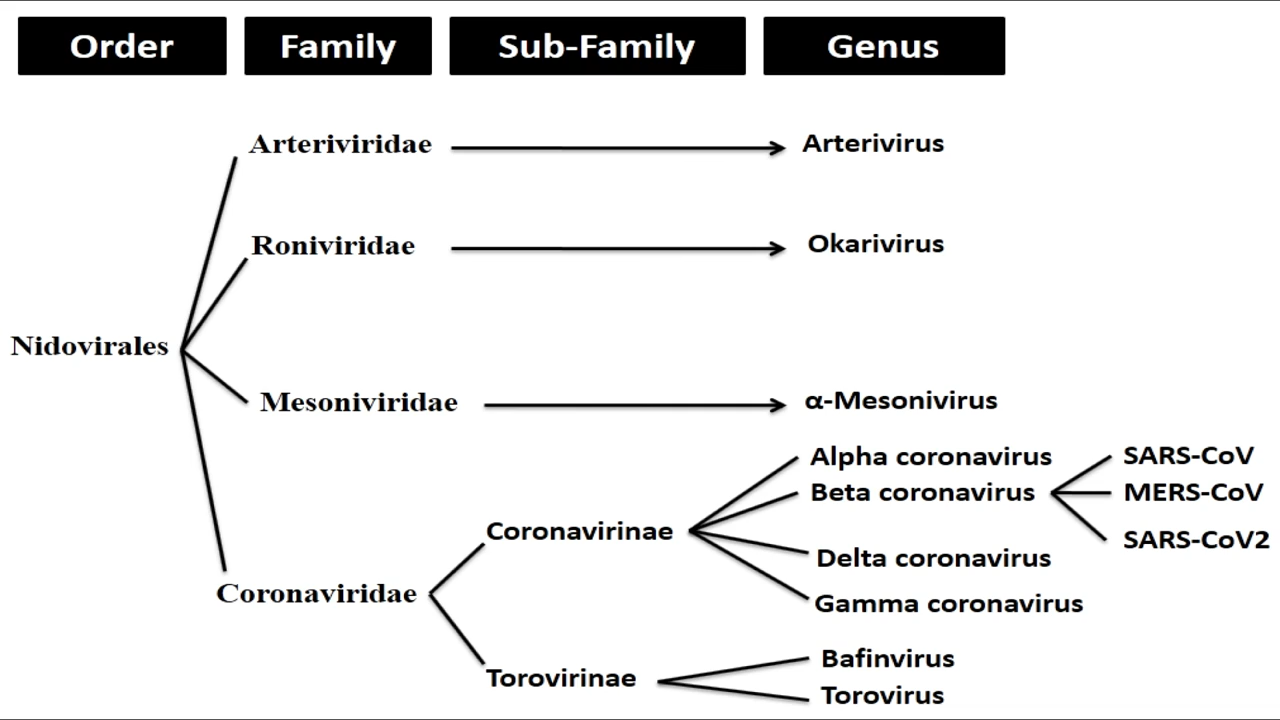 Order Family Sub-Family Genus
Arteriviridae Arterivirus
Roniviridae Okarivirus
Nidovirales
Mesoniviridae α-Mesonivirus
Alpha coronavirus SARS-CoV
Beta coronavirus MERS-CoV
Coronavirinae SARS-CoV2
Delta coronavirus
Coronaviridae Gamma coronavirus
Bafinvirus
Torovirinae Torovirus